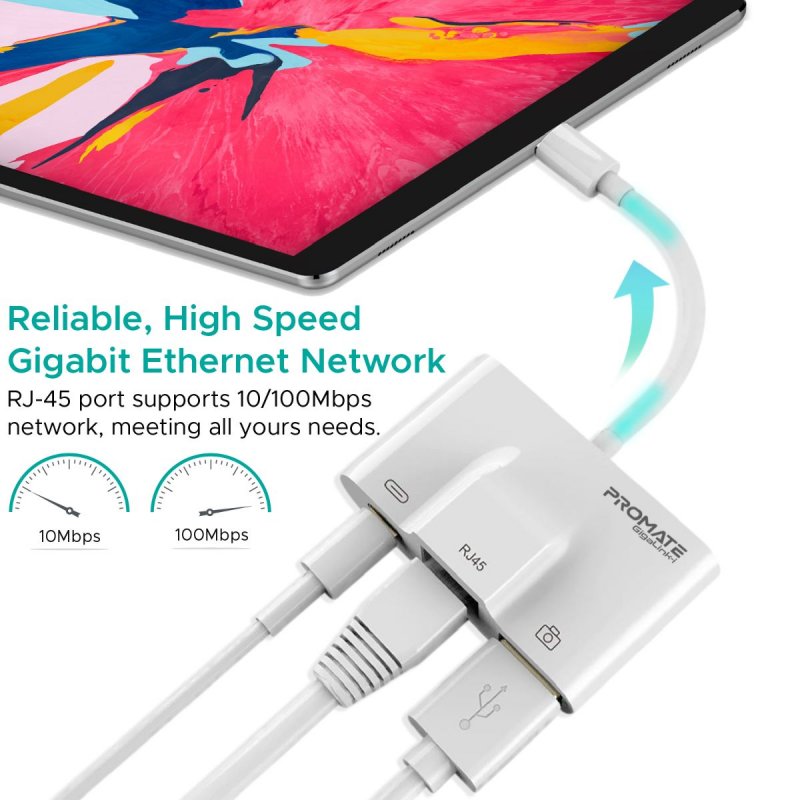 Reliable, High Speed
Gigabit Ethernet Network
RJ-45 port supports 10/100Mbps
network, meeting all yours needs.
10Mbps
100Mbps
RJ45
PROMATE
GigaLink-i